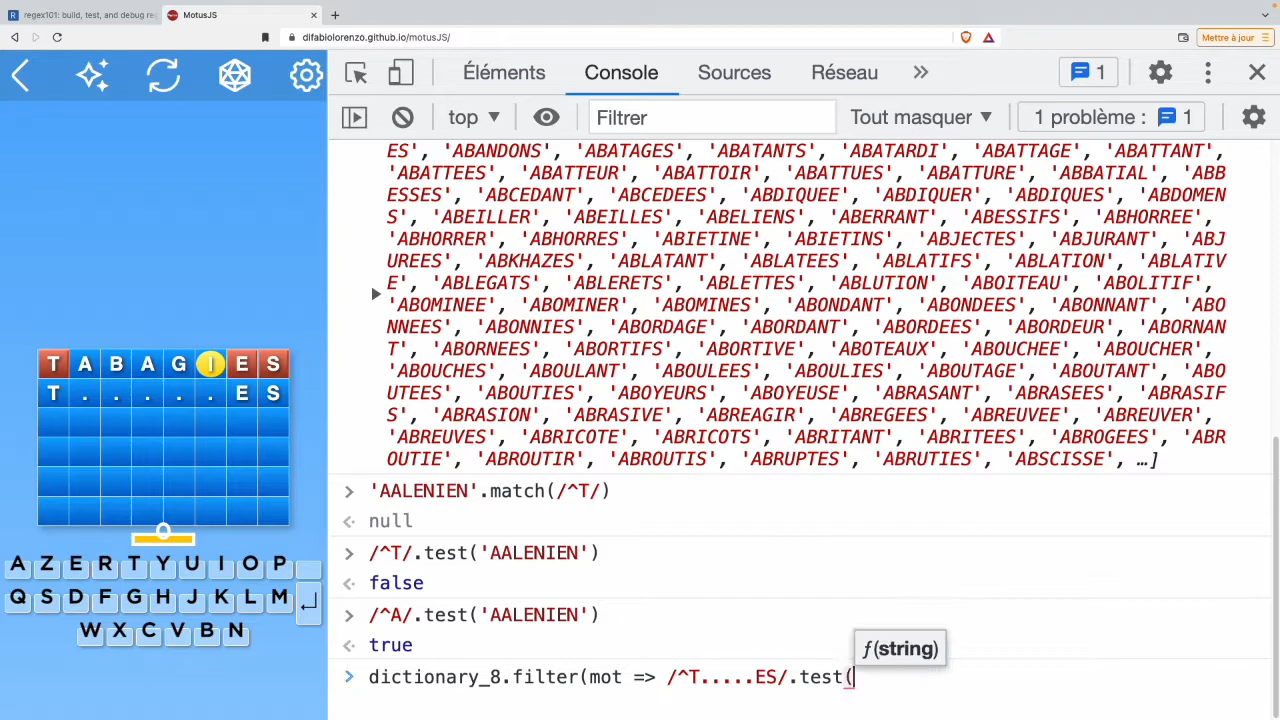 regex101: build, test, and debug re
MotusJS
difabiolorenzo.github.io/motusJS/
Mettre à jour
Éléments Console Sources Réseau 1
top Filtrer Tout masquer 1 problème : 1
ES', 'ABANDONS', 'ABATAGES', 'ABATANTS', 'ABATARDI', 'ABATTAGE', 'ABATTANT',
'ABATTEES', 'ABATTEUR', 'ABATTOIR', 'ABATTUES', 'ABATTURE', 'ABBATIAL', 'ABB
ESSES', 'ABCEDANT', 'ABCEDEES', 'ABDIQUEE', 'ABDIQUER', 'ABDIQUES', 'ABDOMEN
S', 'ABEILLER', 'ABEILLES', 'ABELIENS', 'ABERRANT', 'ABESSIFS', 'ABHORREE',
'ABHORRER', 'ABHORRES', 'ABIETINE', 'ABIETINS', 'ABJECTES', 'ABJURANT', 'ABJ
UREES', 'ABKHAZES', 'ABLATANT', 'ABLATEES', 'ABLATIFS', 'ABLATION', 'ABLATIV
E', 'ABLEGATS', 'ABLERETS', 'ABLETTES', 'ABLUTION', 'ABOITEAU', 'ABOLITIF',
'ABOMINEE', 'ABOMINER', 'ABOMINES', 'ABONDANT', 'ABONDEES', 'ABONNANT', 'ABO
NNEES', 'ABONNIES', 'ABORDAGE', 'ABORDANT', 'ABORDEES', 'ABORDEUR', 'ABORNAN
T', 'ABORNEES', 'ABORTIFS', 'ABORTIVE', 'ABOTEAUX', 'ABOUCHEE', 'ABOUCHER',
'ABOUCHES', 'ABOULANT', 'ABOULEES', 'ABOULIES', 'ABOUTAGE', 'ABOUTANT', 'ABO
UTEES', 'ABOUTIES', 'ABOYEURS', 'ABOYEUSE', 'ABRASANT', 'ABRASEES', 'ABRASIF
S', 'ABRASION', 'ABRASIVE', 'ABREAGIR', 'ABREGEES', 'ABREUVEE', 'ABREUVER',
'ABREUVES', 'ABRICOTE', 'ABRICOTS', 'ABRITANT', 'ABRITEES', 'ABROGEES', 'ABR
OUTIE', 'ABROUTIR', 'ABROUTIS', 'ABRUPTES', 'ABRUTIES', 'ABSCISSE', …]
'AALENIEN'.match(/^T/)
null
/^T/.test('AALENIEN')
false
/^A/.test('AALENIEN')
true
ƒ(string)
dictionary_8.filter(mot => /^T.....ES/.test(
T A B A G I E S
T . . . . . E S
A Z E R T Y U I O P
Q S D F G H J K L M
W X C V B N